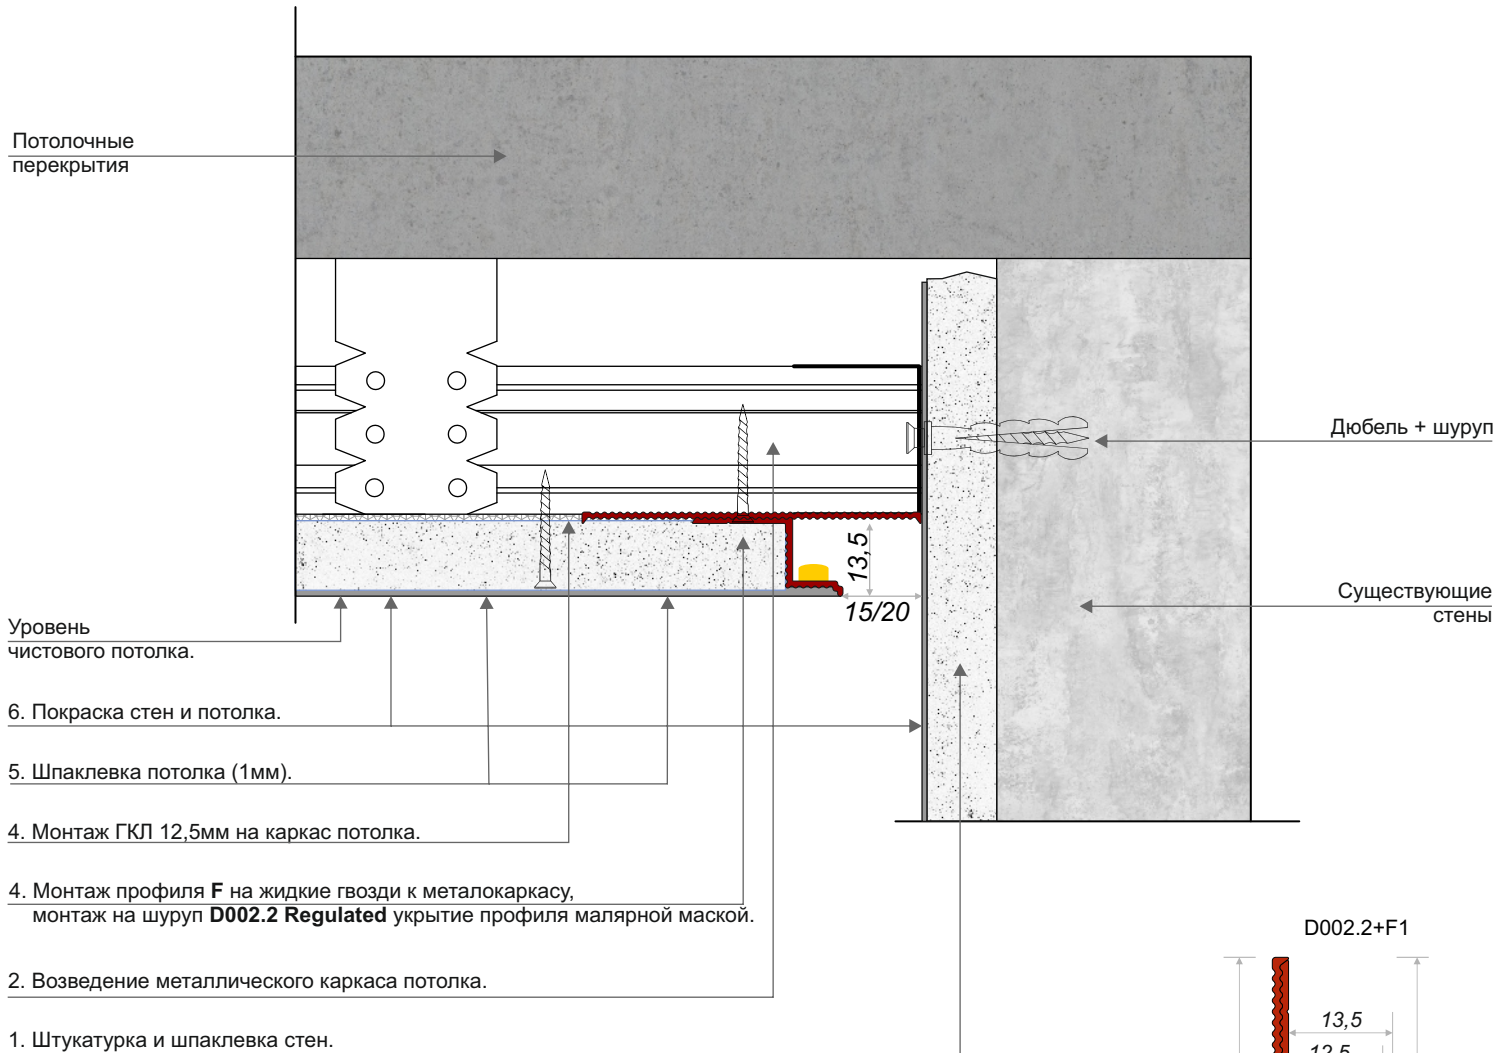 Потолочные
перекрытия
Дюбель + шуруп
Существующие
стены
13,5
15/20
Уровень
чистового потолка.
6. Покраска стен и потолка.
5. Шпаклевка потолка (1мм).
4. Монтаж ГКЛ 12,5мм на каркас потолка.
4. Монтаж профиля F на жидкие гвозди к металокаркасу,
монтаж на шуруп D002.2 Regulated укрытие профиля малярной маской.
2. Возведение металлического каркаса потолка.
1. Штукатурка и шпаклевка стен.
D002.2+F1
13,5
12,5